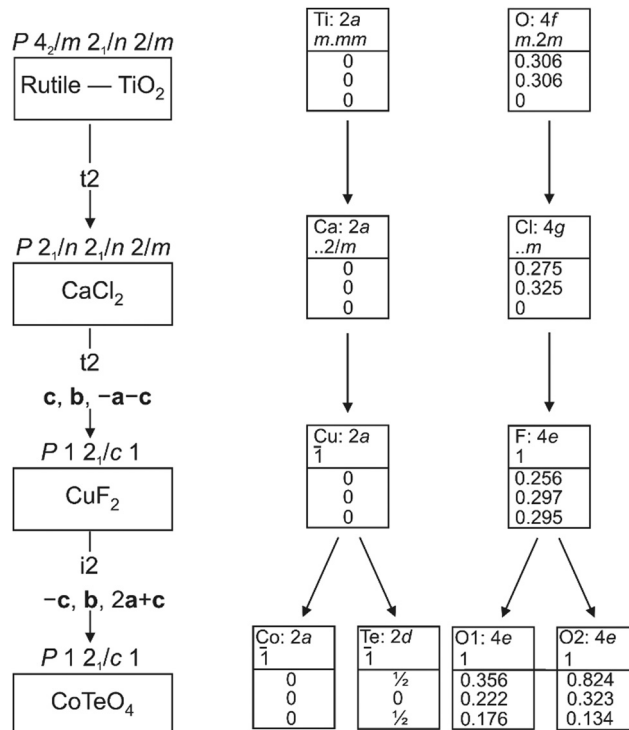 P 4₂/m 2₁/n 2/m
Rutile — TiO₂
Ti: 2a
m.mm
0
0
0
O: 4f
m.2m
0.306
0.306
0
t2
P 2₁/n 2₁/n 2/m
CaCl₂
Ca: 2a
..2/m
0
0
0
Cl: 4g
..m
0.275
0.325
0
t2
c, b, −a−c
P 1 2₁/c 1
CuF₂
Cu: 2a
1̅
0
0
0
F: 4e
1
0.256
0.297
0.295
i2
−c, b, 2a+c
P 1 2₁/c 1
CoTeO₄
Co: 2a
1̅
0
0
0
Te: 2d
1̅
½
0
½
O1: 4e
1
0.356
0.222
0.176
O2: 4e
1
0.824
0.323
0.134